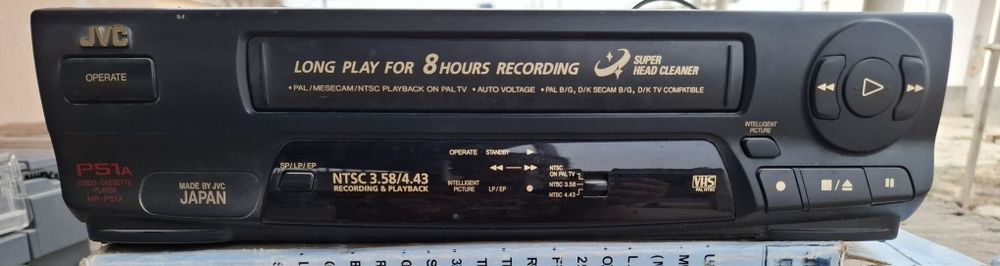 JVC
OPERATE
LONG PLAY FOR 8 HOURS RECORDING
SUPER
HEAD CLEANER
• PAL/MESECAM/NTSC PLAYBACK ON PAL TV • AUTO VOLTAGE • PAL B/G, D/K SECAM B/G, D/K TV COMPATIBLE
INTELLIGENT
PICTURE
P51A
VIDEO CASSETTE
PLAYER
HR-P51A
MADE BY JVC
JAPAN
SP/LP/EP
NTSC 3.58/4.43
RECORDING & PLAYBACK
OPERATE STANDBY
INTELLIGENT
PICTURE
LP/EP
NTSC
ON PAL TV
NTSC 3.58
NTSC 4.43
VHS
PAL NTSC